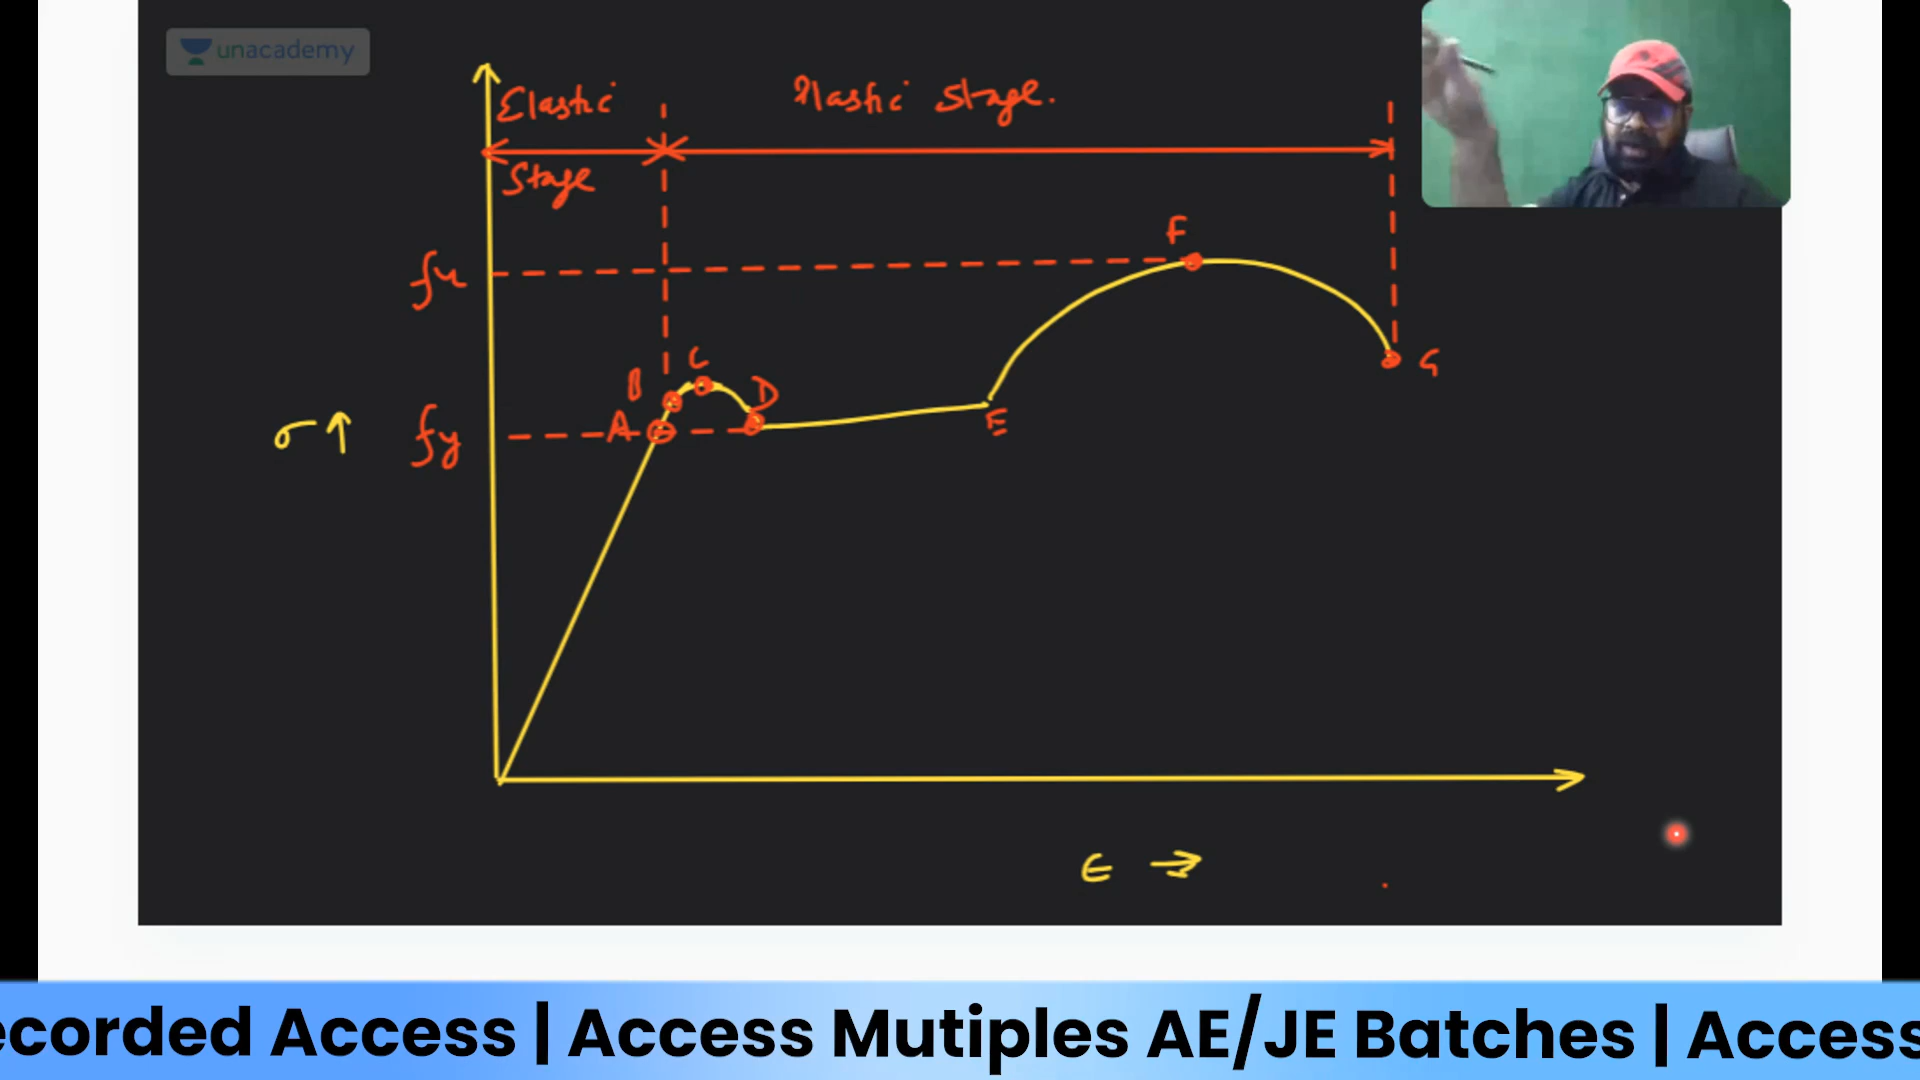 unacademy
Elastic
Stage
Plastic Stage.
F
fu
G
C
B
D
A
E
σ↑
fy
ϵ →
ecorded Access | Access Mutiples AE/JE Batches | Access